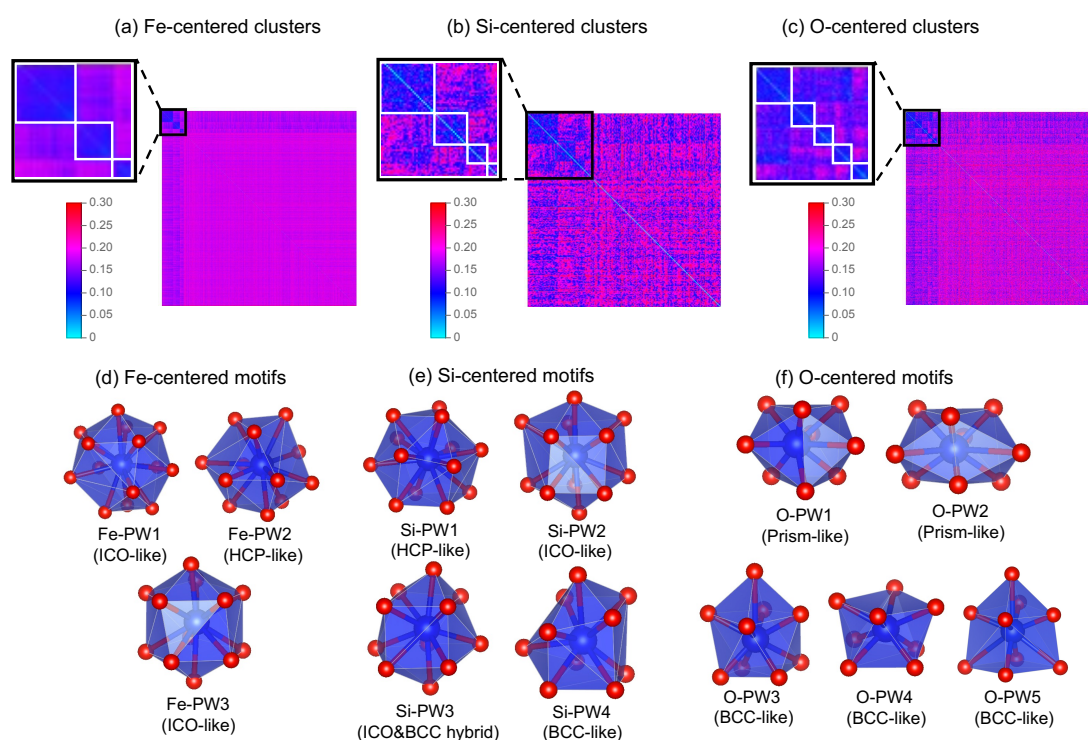 (a) Fe-centered clusters
(b) Si-centered clusters
(c) O-centered clusters
0.30
0.25
0.20
0.15
0.10
0.05
0
0.30
0.25
0.20
0.15
0.10
0.05
0
0.30
0.25
0.20
0.15
0.10
0.05
0
(d) Fe-centered motifs
(e) Si-centered motifs
(f) O-centered motifs
Fe-PW1
(ICO-like)
Fe-PW2
(HCP-like)
Fe-PW3
(ICO-like)
Si-PW1
(HCP-like)
Si-PW2
(ICO-like)
Si-PW3
(ICO&BCC hybrid)
Si-PW4
(BCC-like)
O-PW1
(Prism-like)
O-PW2
(Prism-like)
O-PW3
(BCC-like)
O-PW4
(BCC-like)
O-PW5
(BCC-like)